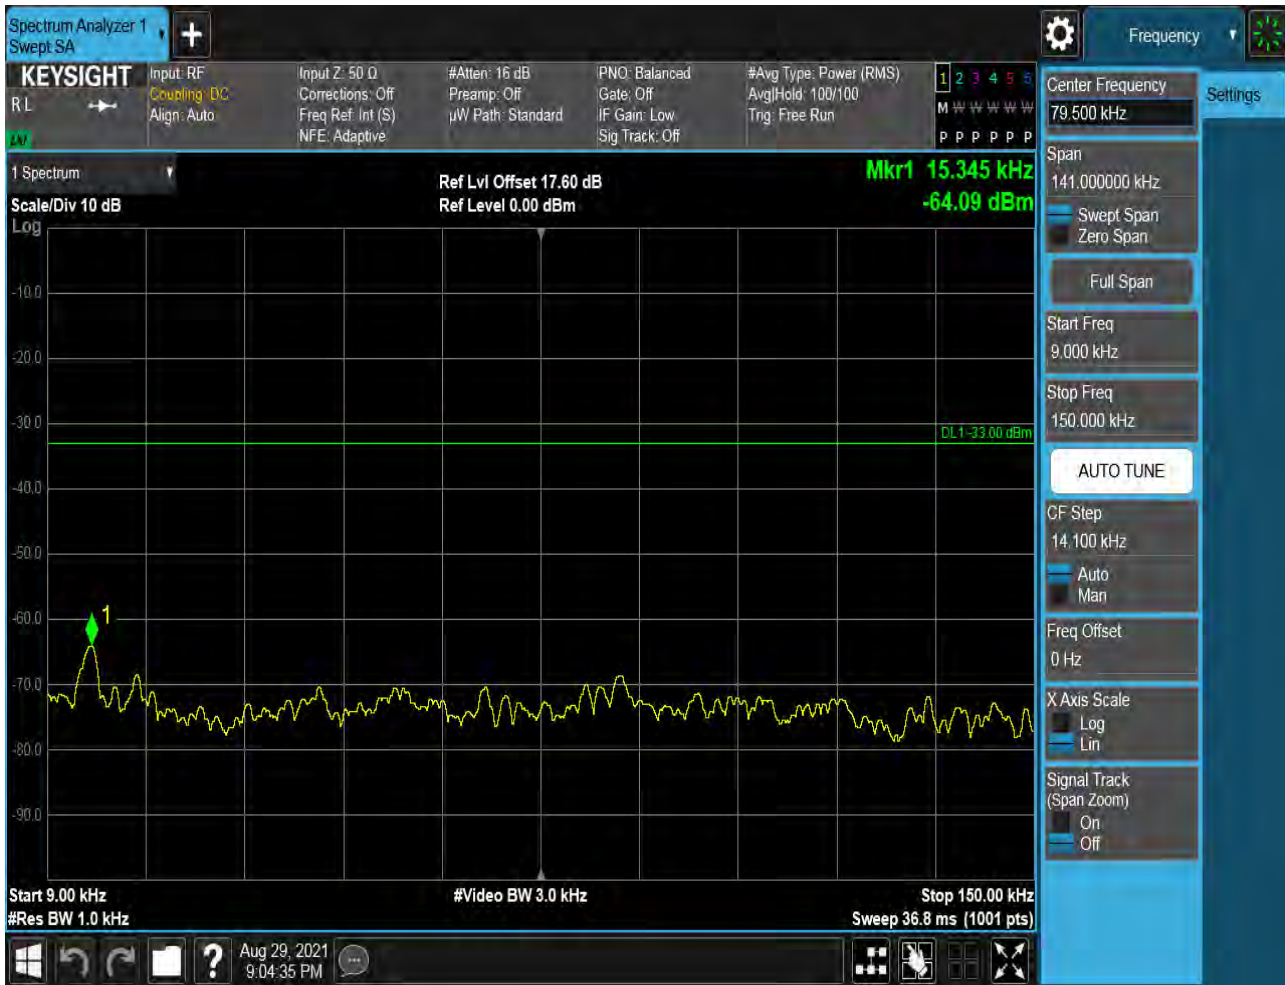 Spectrum Analyzer 1
Swept SA
Frequency
KEYSIGHT
R L
Input: RF
Coupling: DC
Align: Auto
Input Z: 50 Ω
Corrections: Off
Freq Ref: Int (S)
NFE: Adaptive
#Atten: 16 dB
Preamp: Off
µW Path: Standard
PNO: Balanced
Gate: Off
IF Gain: Low
Sig Track: Off
#Avg Type: Power (RMS)
Avg|Hold: 100/100
Trig: Free Run
1 2 3 4 5 6
M W W W W W
P P P P P P
1 Spectrum
Scale/Div 10 dB
Log
Ref Lvl Offset 17.60 dB
Ref Level 0.00 dBm
Mkr1 15.345 kHz
-64.09 dBm
-10.0
-20.0
-30.0
DL1 -33.00 dBm
-40.0
-50.0
-60.0
1
-70.0
-80.0
-90.0
Start 9.00 kHz
#Res BW 1.0 kHz
#Video BW 3.0 kHz
Stop 150.00 kHz
Sweep 36.8 ms (1001 pts)
Aug 29, 2021
9:04:35 PM
Center Frequency
79.500 kHz
Settings
Span
141.000000 kHz
Swept Span
Zero Span
Full Span
Start Freq
9.000 kHz
Stop Freq
150.000 kHz
AUTO TUNE
CF Step
14.100 kHz
Auto
Man
Freq Offset
0 Hz
X Axis Scale
Log
Lin
Signal Track
(Span Zoom)
On
Off